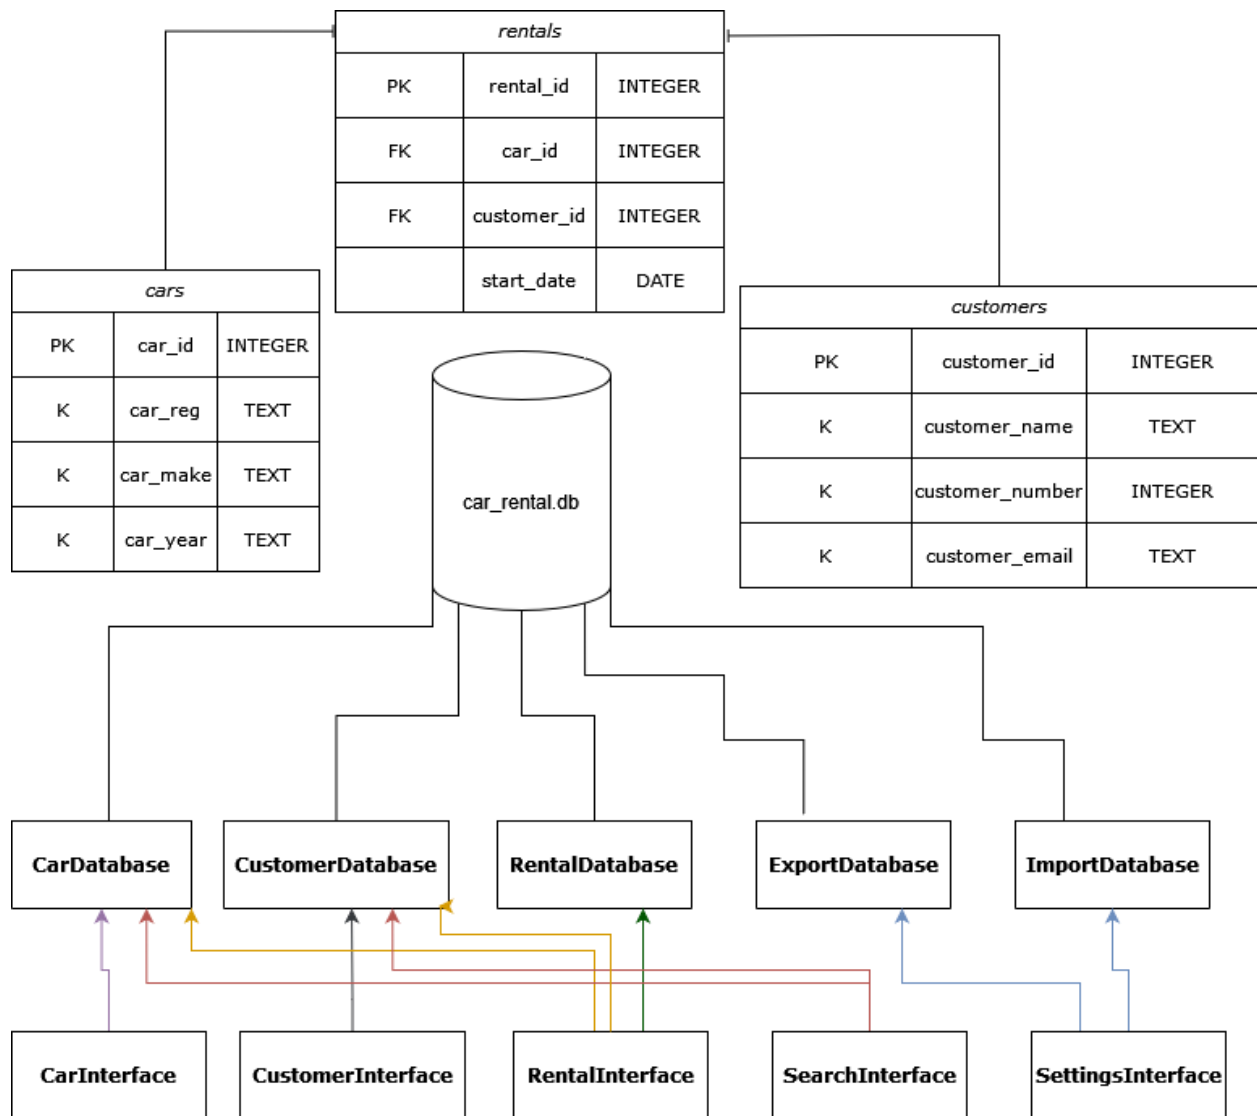 rentals
PK rental_id INTEGER
FK car_id INTEGER
FK customer_id INTEGER
start_date DATE
cars
PK car_id INTEGER
K car_reg TEXT
K car_make TEXT
K car_year TEXT
customers
PK customer_id INTEGER
K customer_name TEXT
K customer_number INTEGER
K customer_email TEXT
car_rental.db
CarDatabase
CustomerDatabase
RentalDatabase
ExportDatabase
ImportDatabase
CarInterface
CustomerInterface
RentalInterface
SearchInterface
SettingsInterface